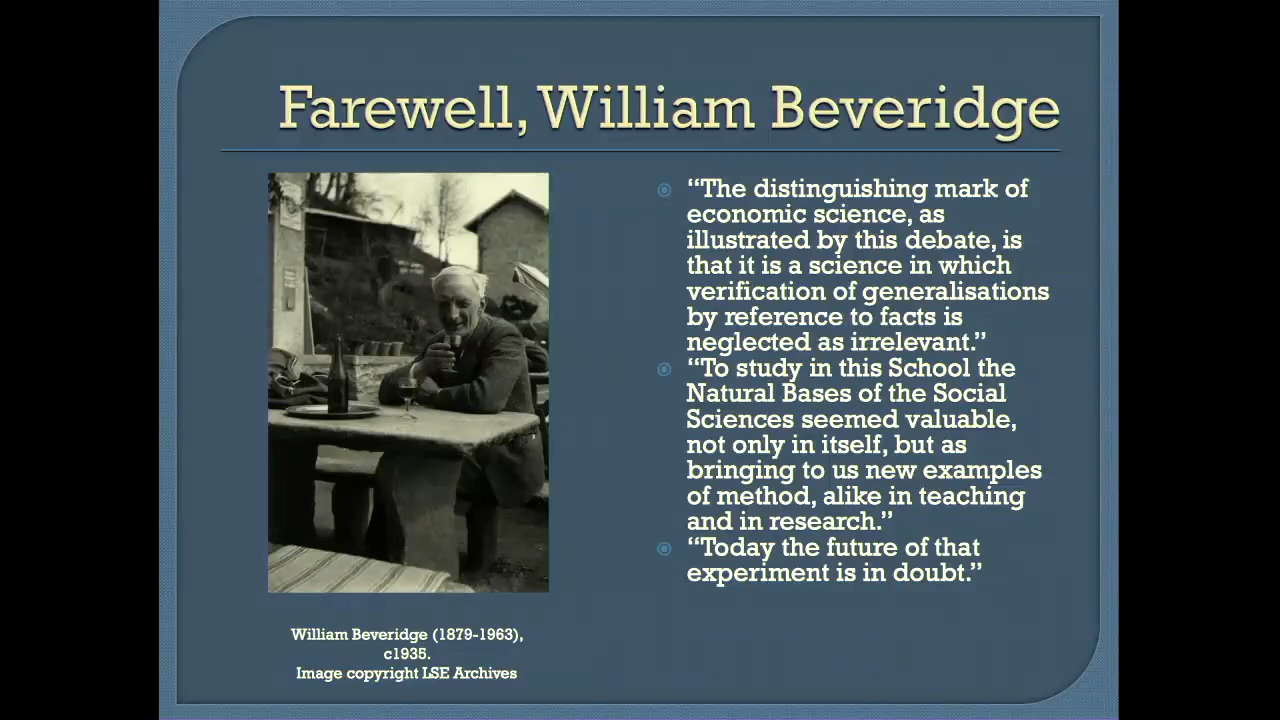 Farewell, William Beveridge
“The distinguishing mark of
economic science, as
illustrated by this debate, is
that it is a science in which
verification of generalisations
by reference to facts is
neglected as irrelevant.”
“To study in this School the
Natural Bases of the Social
Sciences seemed valuable,
not only in itself, but as
bringing to us new examples
of method, alike in teaching
and in research.”
“Today the future of that
experiment is in doubt.”
William Beveridge (1879-1963),
c1935.
Image copyright LSE Archives